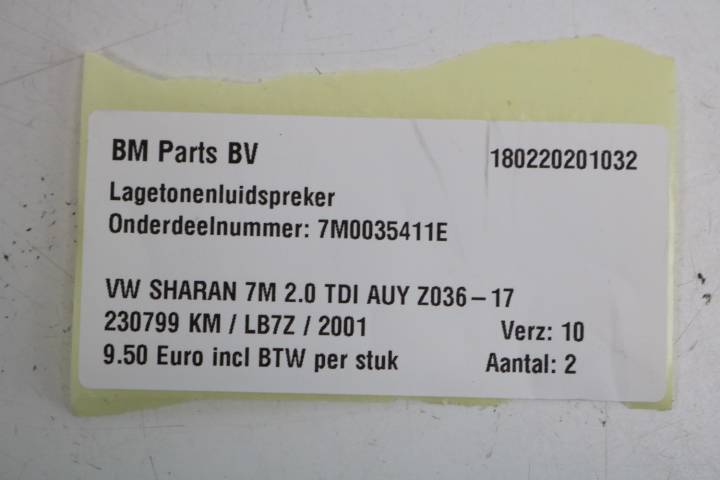 BM Parts BV 180220201032
Lagetonenluidspreker
Onderdeelnummer: 7M0035411E
VW SHARAN 7M 2.0 TDI AUY Z036-17
230799 KM / LB7Z / 2001 Verz: 10
9.50 Euro incl BTW per stuk Aantal: 2